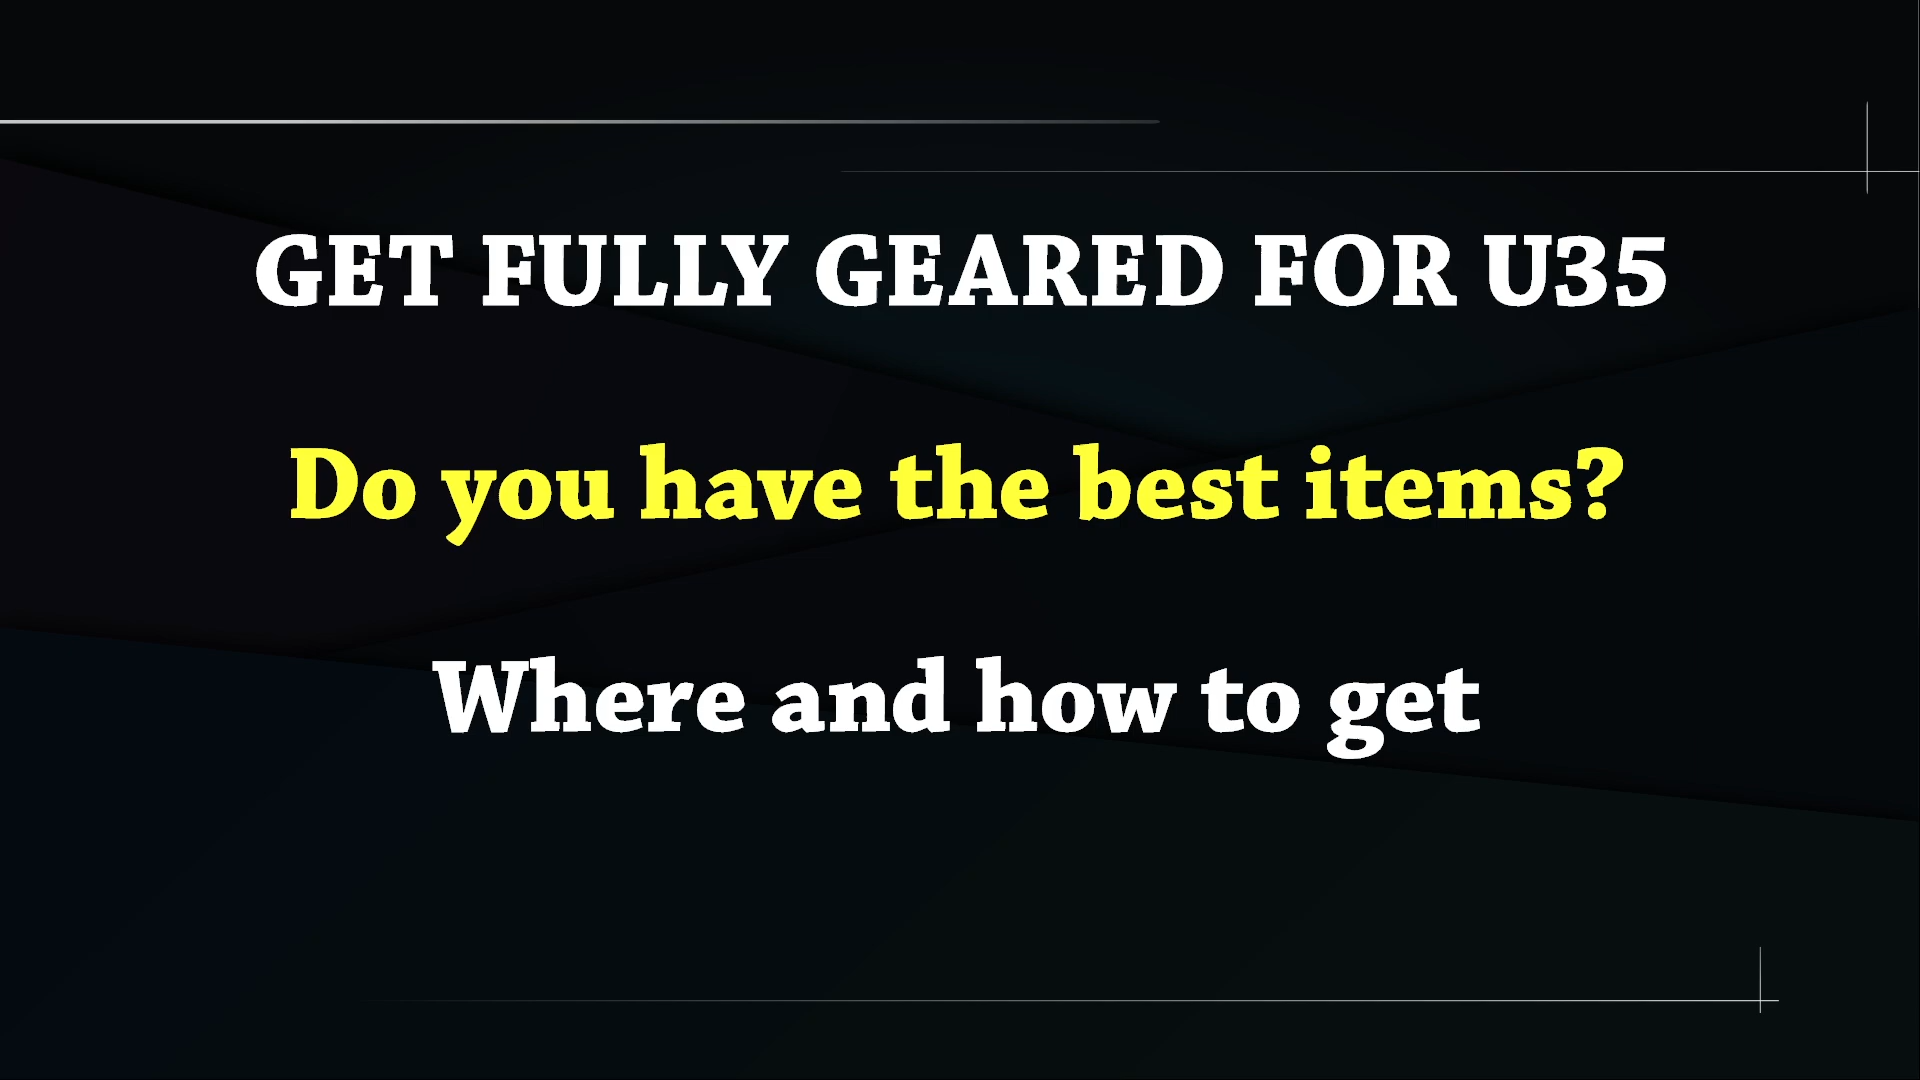 GET FULLY GEARED FOR U35
Do you have the best items?
Where and how to get